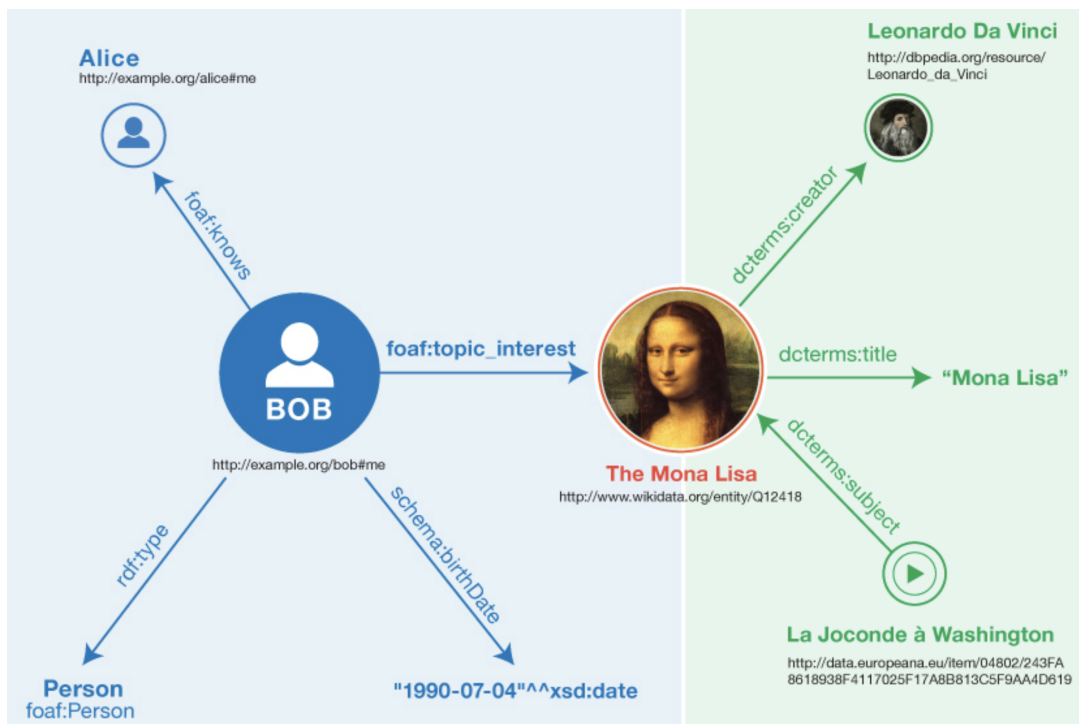 Alice
http://example.org/alice#me
Leonardo Da Vinci
http://dbpedia.org/resource/
Leonardo_da_Vinci
foaf:knows
dcterms:creator
BOB
http://example.org/bob#me
foaf:topic_interest
dcterms:title
“Mona Lisa”
The Mona Lisa
http://www.wikidata.org/entity/Q12418
dcterms:subject
rdf:type
schema:birthDate
La Joconde à Washington
http://data.europeana.eu/item/04802/243FA
8618938F4117025F17A8B813C5F9AA4D619
Person
foaf:Person
"1990-07-04"^^xsd:date